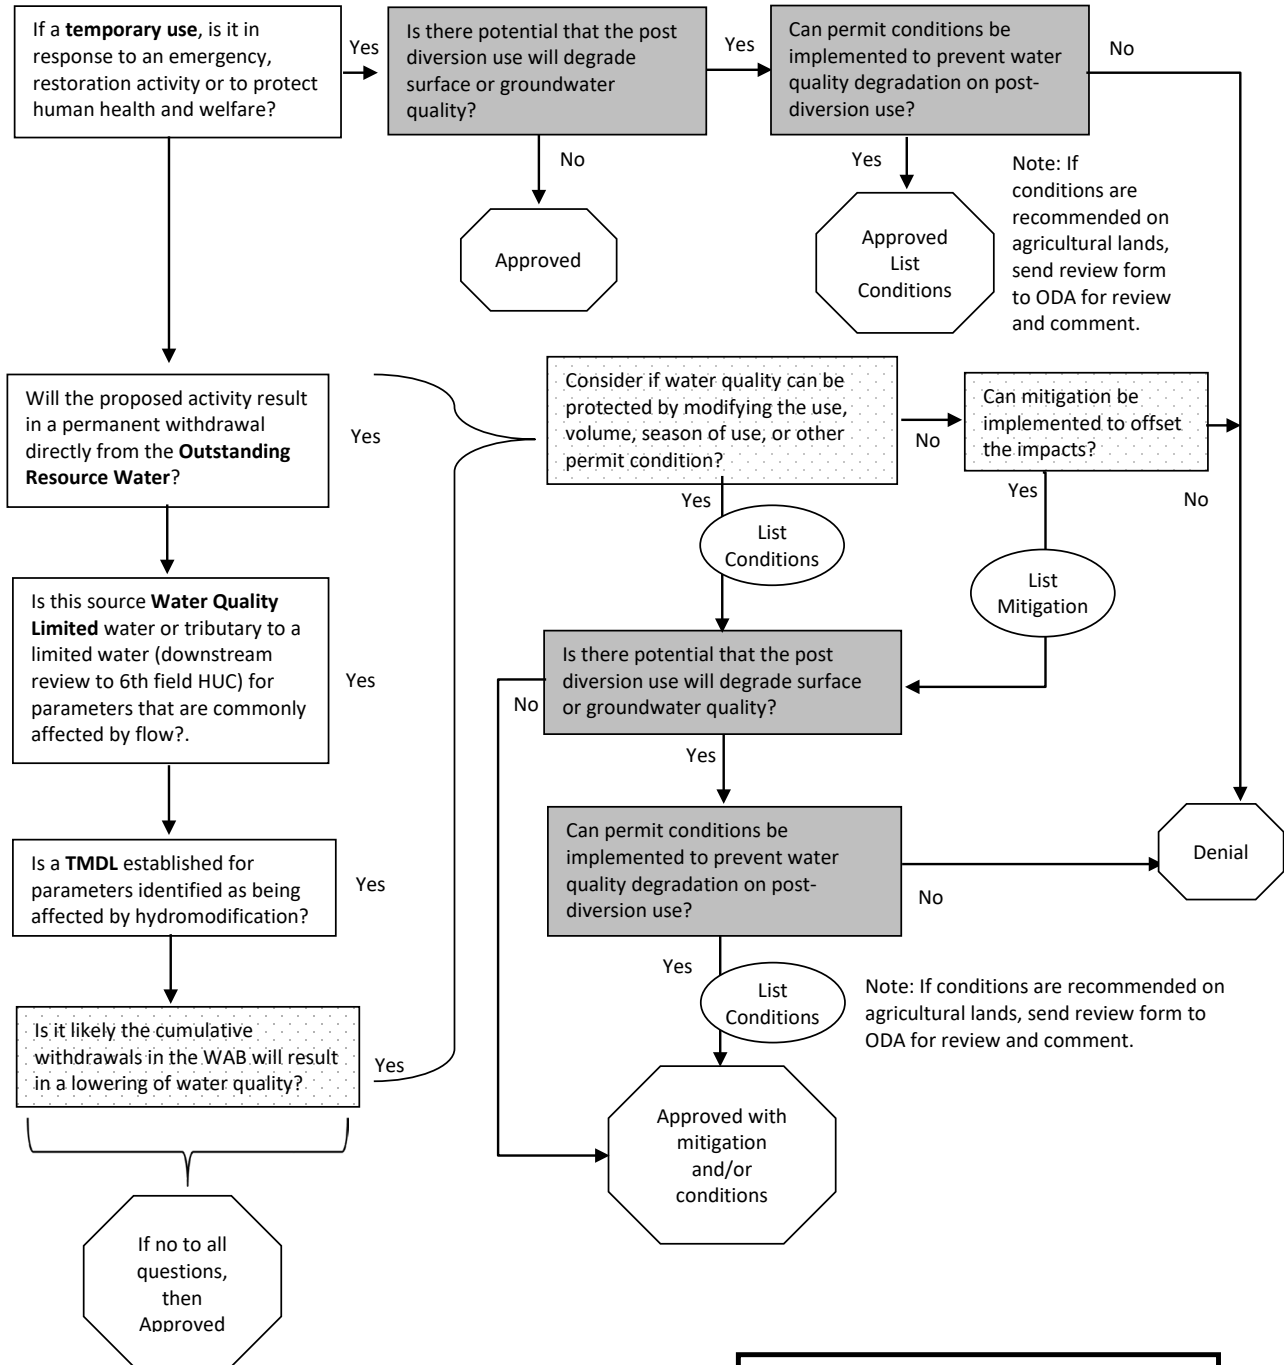 If a temporary use, is it in
response to an emergency,
restoration activity or to protect
human health and welfare?
Yes
Is there potential that the post
diversion use will degrade
surface or groundwater
quality?
Yes
Can permit conditions be
implemented to prevent water
quality degradation on post-
diversion use?
No
No
Approved
Yes
Approved
List
Conditions
Note: If
conditions are
recommended on
agricultural lands,
send review form
to ODA for review
and comment.
Will the proposed activity result
in a permanent withdrawal
directly from the Outstanding
Resource Water?
Yes
Consider if water quality can be
protected by modifying the use,
volume, season of use, or other
permit condition?
No
Can mitigation be
implemented to offset
the impacts?
No
Yes
List
Conditions
Yes
List
Mitigation
Is this source Water Quality
Limited water or tributary to a
limited water (downstream
review to 6th field HUC) for
parameters that are commonly
affected by flow?.
Yes
Is there potential that the post
diversion use will degrade surface
or groundwater quality?
No
Yes
Is a TMDL established for
parameters identified as being
affected by hydromodification?
Yes
Can permit conditions be
implemented to prevent water
quality degradation on post-
diversion use?
No
Denial
Yes
List
Conditions
Note: If conditions are recommended on
agricultural lands, send review form to
ODA for review and comment.
Is it likely the cumulative
withdrawals in the WAB will result
in a lowering of water quality?
Yes
Approved with
mitigation
and/or
conditions
If no to all
questions,
then
Approved